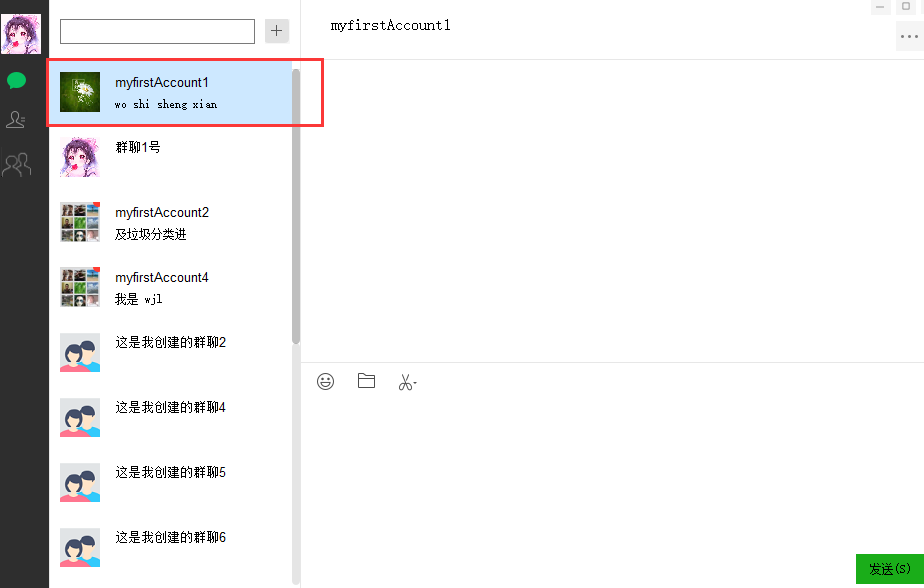 myfirstAccount1
wo shi sheng xian
群聊1号
myfirstAccount2
及垃圾分类进
myfirstAccount4
我是 wjl
这是我创建的群聊2
这是我创建的群聊4
这是我创建的群聊5
这是我创建的群聊6
myfirstAccount1
发送(S)